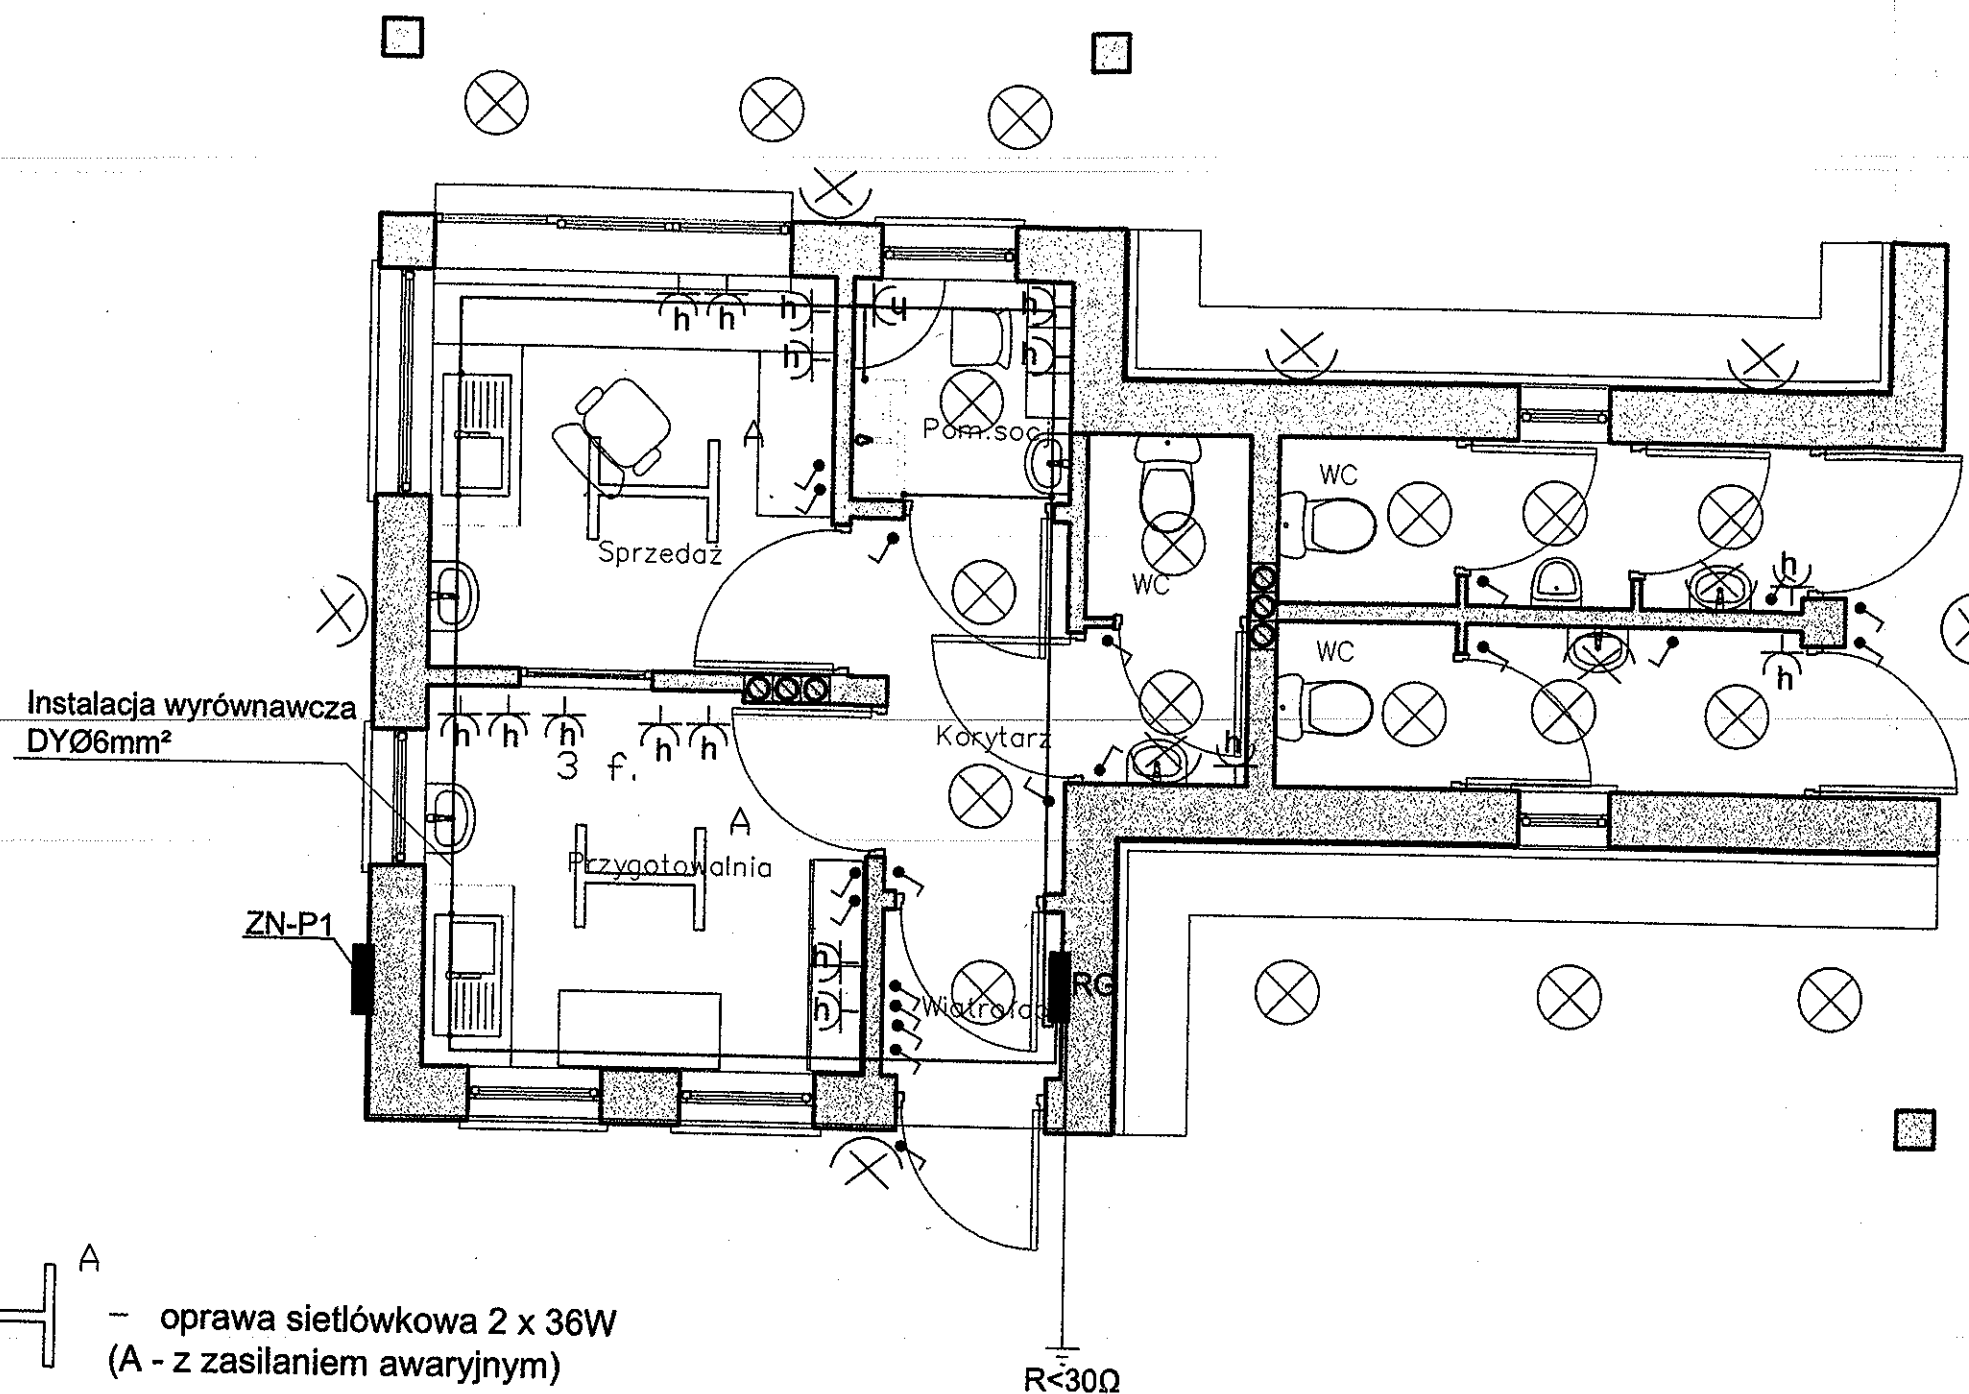 h h h h h
h
A
Pom.soc
WC
Sprzedaż
WC
h
WC
h
Instalacja wyrównawcza
DYØ6mm²
h h h h h
3 f.
Korytarz
h
A
Przygotowalnia
ZN-P1
h
h
RG
Wiatrołap
A
– oprawa sietlówkowa 2 x 36W
(A - z zasilaniem awaryjnym)
R<30Ω